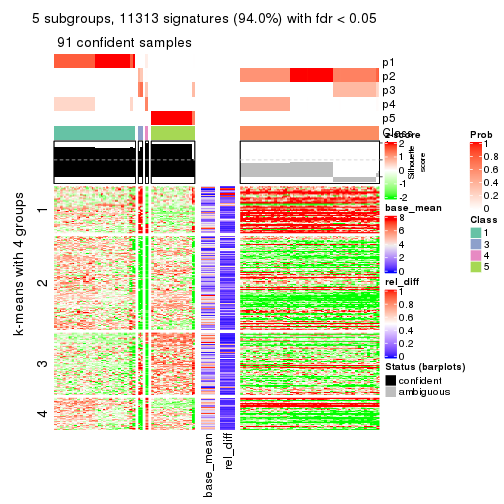 5 subgroups, 11313 signatures (94.0%) with fdr < 0.05
91 confident samples
p1
p2
p3
p4
p5
Class
z-score
2
1
0
-1
-2
Silhouette
score
Prob
1
0.8
0.6
0.4
0.2
0
base_mean
8
6
4
2
0
Class
1
3
4
5
rel_diff
1
0.8
0.6
0.4
0.2
0
Status (barplots)
confident
ambiguous
k-means with 4 groups
1
2
3
4
base_mean
rel_diff